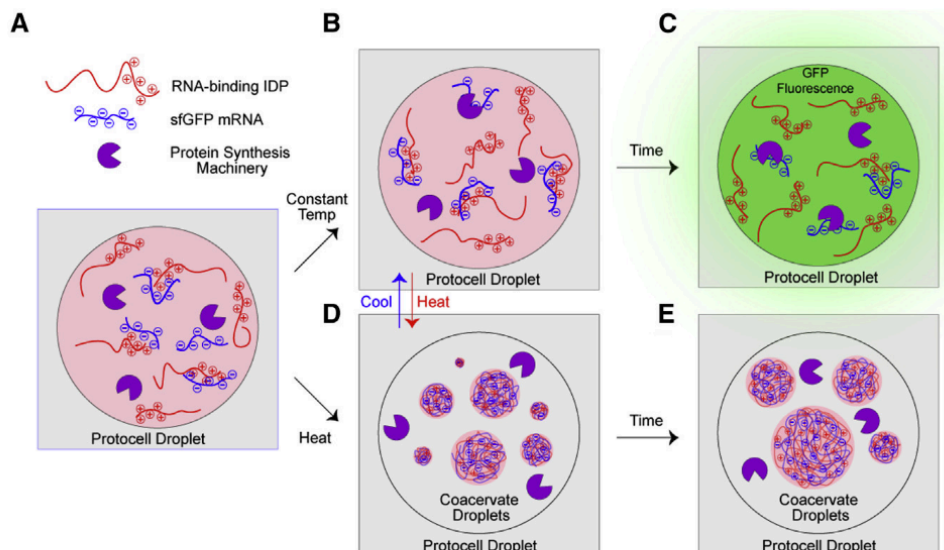 A
RNA-binding IDP
sfGFP mRNA
Protein Synthesis
Machinery
Protocell Droplet
Constant
Temp
Heat
B
Protocell Droplet
Time
C
GFP
Fluorescence
Protocell Droplet
Cool
Heat
D
Coacervate
Droplets
Protocell Droplet
Time
E
Coacervate
Droplets
Protocell Droplet